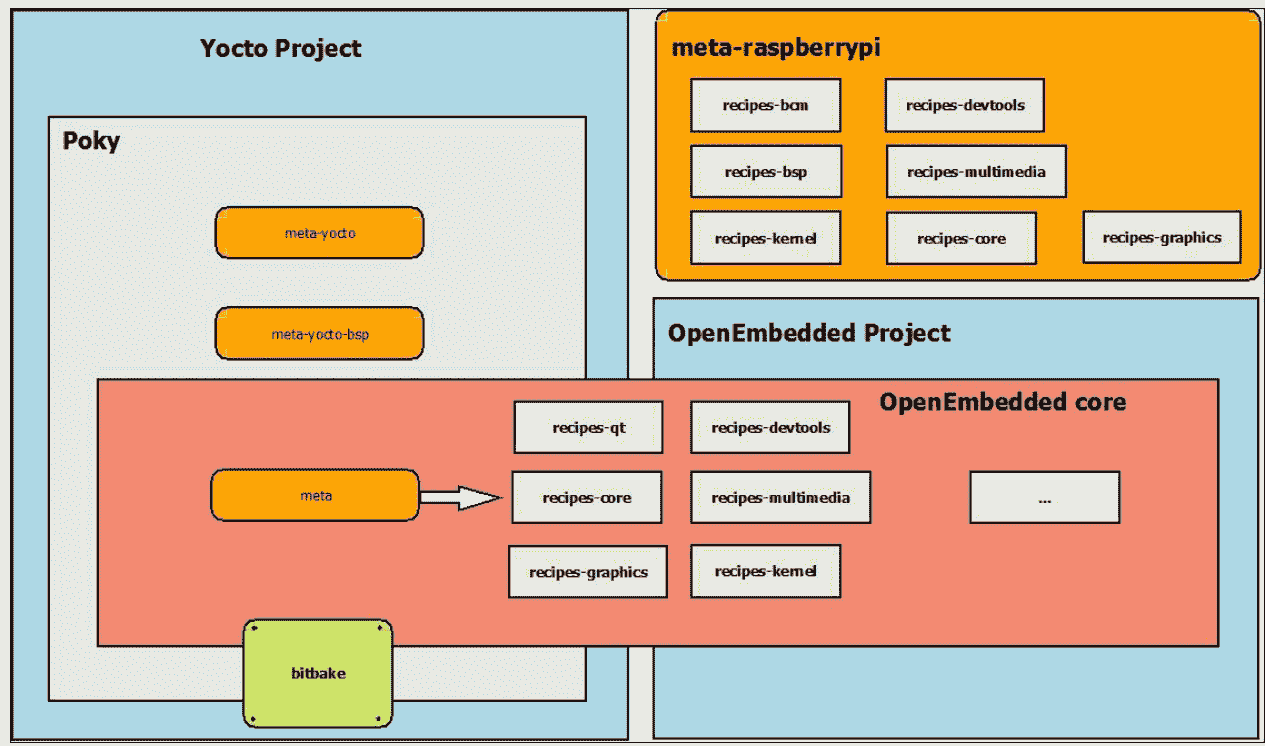 Yocto Project
Poky
meta-yocto
meta-yocto-bsp
meta-raspberrypi
recipes-bcm
recipes-devtools
recipes-bsp
recipes-multimedia
recipes-kernel
recipes-core
recipes-graphics
OpenEmbedded Project
OpenEmbedded core
recipes-qt
recipes-devtools
meta
recipes-core
recipes-multimedia
...
recipes-graphics
recipes-kernel
bitbake